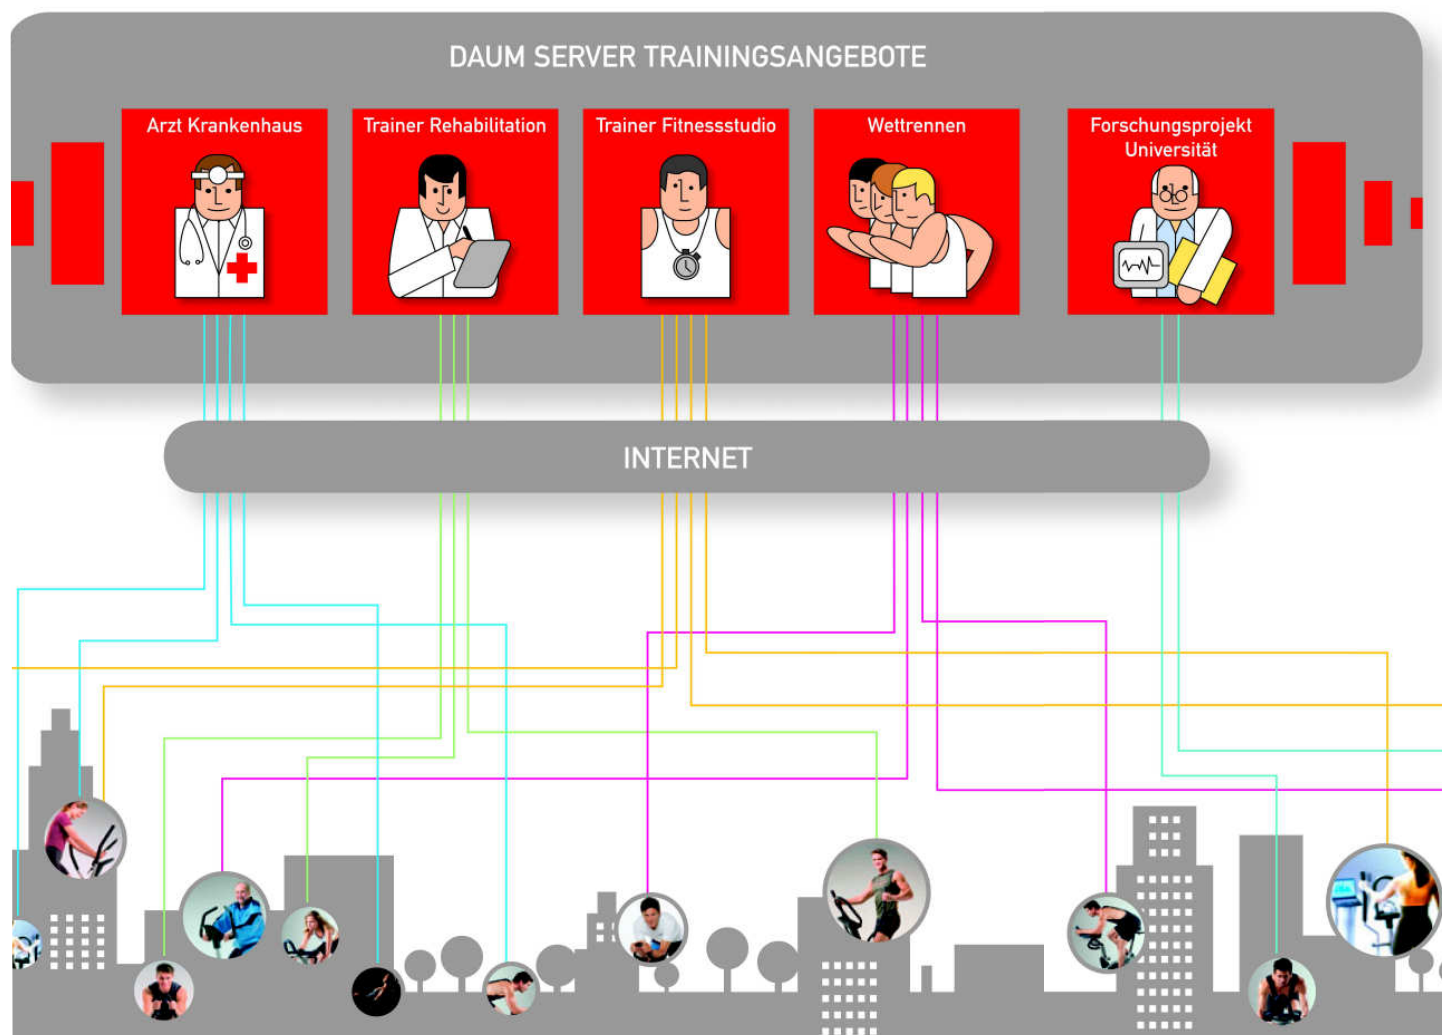 DAUM SERVER TRAININGSANGEBOTE
Arzt Krankenhaus
Trainer Rehabilitation
Trainer Fitnessstudio
Wettrennen
Forschungsprojekt
Universität
INTERNET